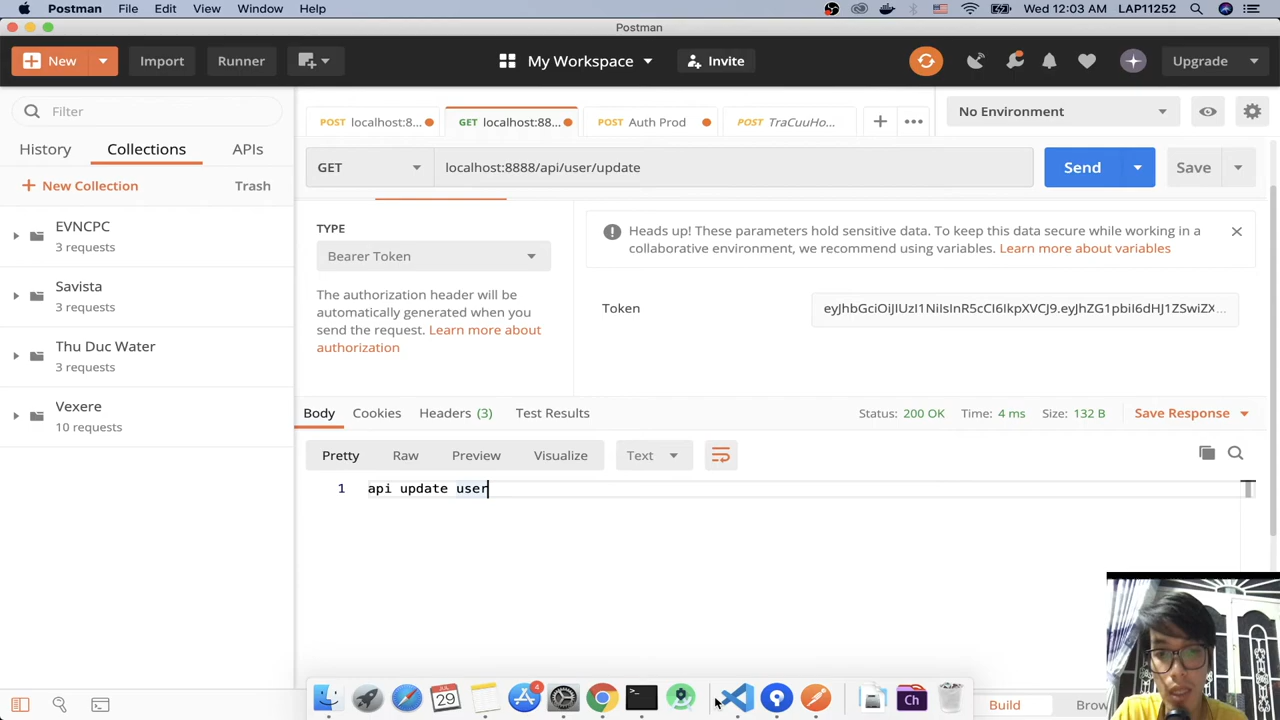 Postman File Edit View Window Help Wed 12:03 AM LAP11252
Postman
New Import Runner My Workspace Invite Upgrade
Filter
POST localhost:8... GET localhost:88... POST Auth Prod POST TraCuuHo... No Environment
History Collections APIs
GET localhost:8888/api/user/update Send Save
New Collection Trash
EVNCPC
3 requests
Savista
3 requests
Thu Duc Water
3 requests
Vexere
10 requests
TYPE
Bearer Token
The authorization header will be
automatically generated when you
send the request. Learn more about
authorization
Heads up! These parameters hold sensitive data. To keep this data secure while working in a
collaborative environment, we recommend using variables. Learn more about variables
Token eyJhbGciOiJIUzI1NiIsInR5cCI6IkpXVCJ9.eyJhZG1pbiI6dHJ1ZSwiZX...
Body Cookies Headers (3) Test Results Status: 200 OK Time: 4 ms Size: 132 B Save Response
Pretty Raw Preview Visualize Text
1 api update user
JUL
29
4
Ch
Build Brow